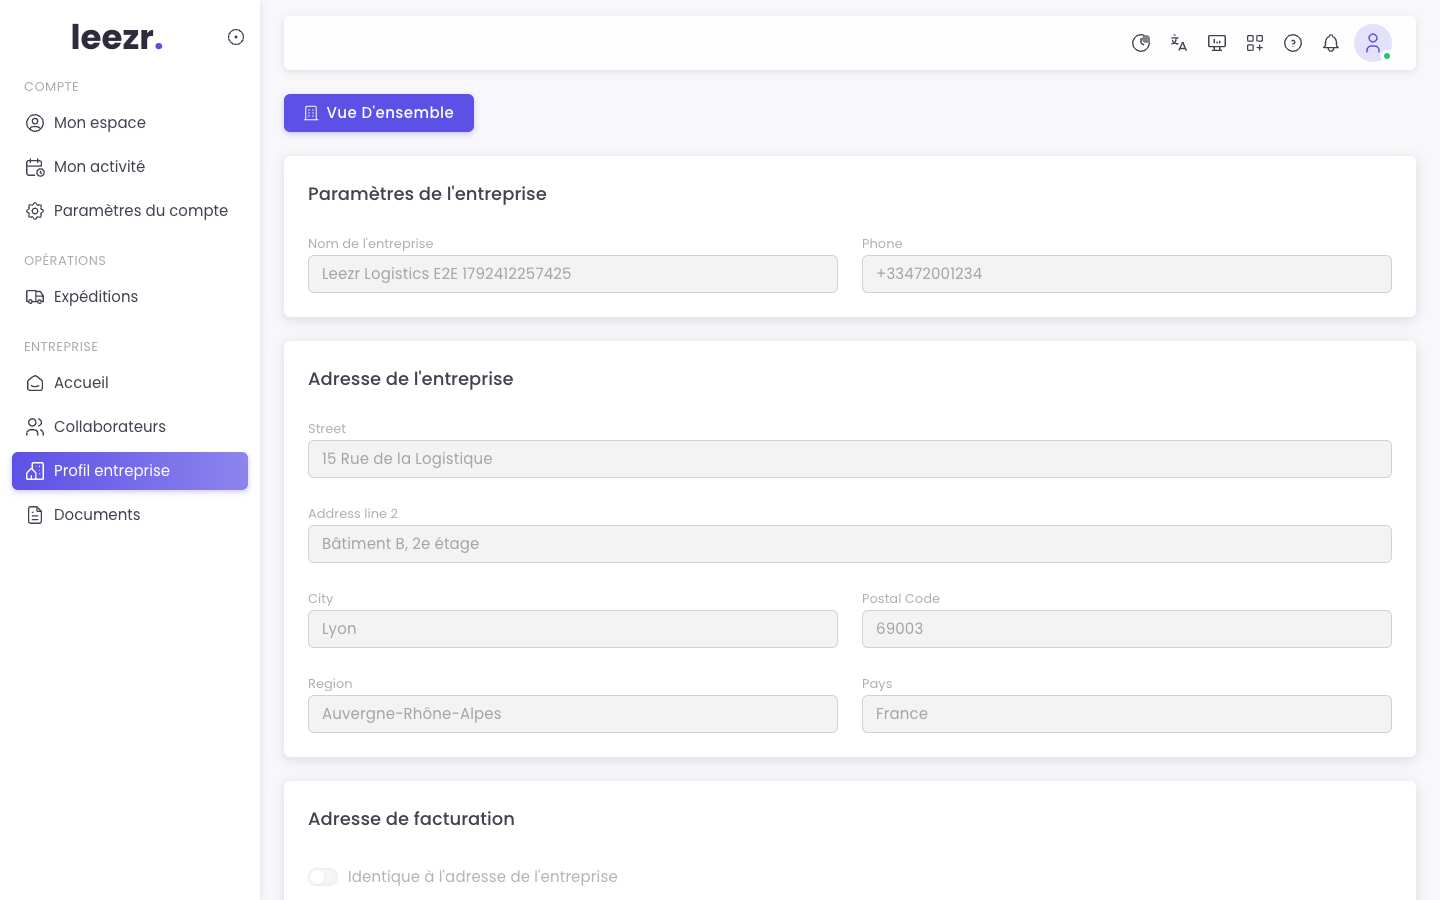 leezr.
COMPTE
Mon espace
Mon activité
Paramètres du compte
OPÉRATIONS
Expéditions
ENTREPRISE
Accueil
Collaborateurs
Profil entreprise
Documents
Vue D'ensemble
Paramètres de l'entreprise
Nom de l'entreprise
Leezr Logistics E2E 1792412257425
Phone
+33472001234
Adresse de l'entreprise
Street
15 Rue de la Logistique
Address line 2
Bâtiment B, 2e étage
City
Lyon
Postal Code
69003
Region
Auvergne-Rhône-Alpes
Pays
France
Adresse de facturation
Identique à l'adresse de l'entreprise